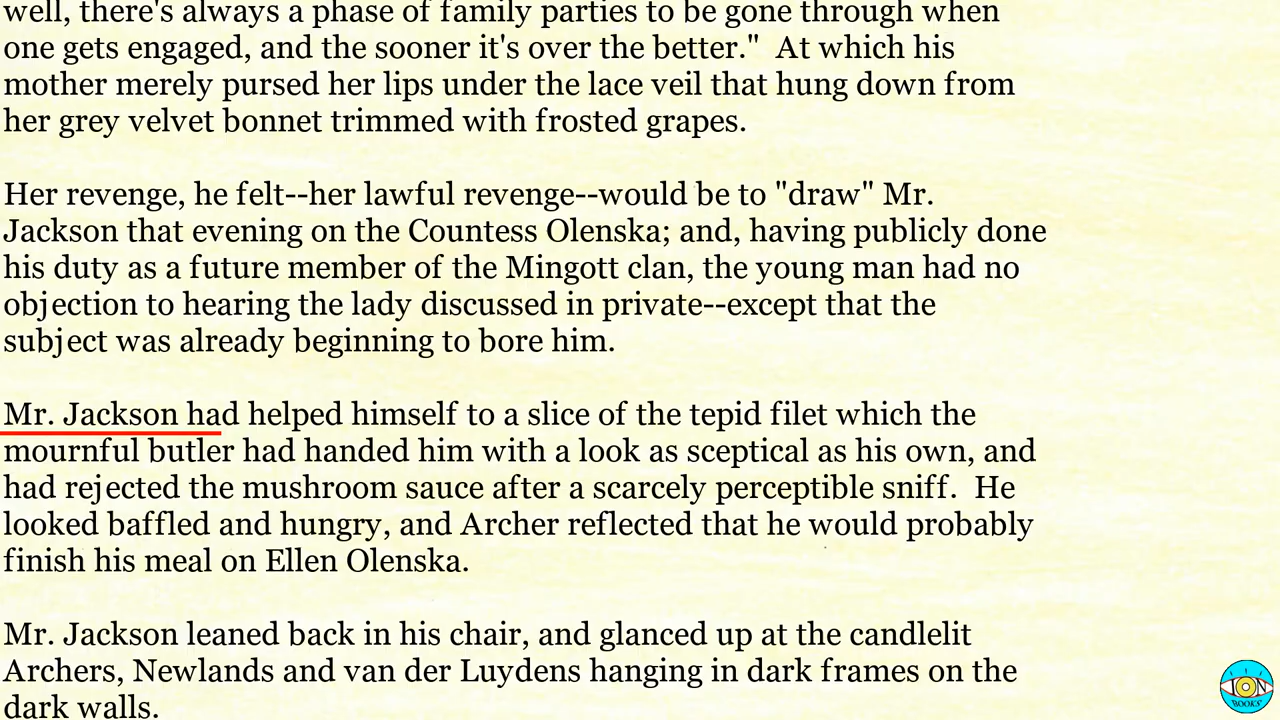 well, there's always a phase of family parties to be gone through when
one gets engaged, and the sooner it's over the better."  At which his
mother merely pursed her lips under the lace veil that hung down from
her grey velvet bonnet trimmed with frosted grapes.
Her revenge, he felt--her lawful revenge--would be to "draw" Mr.
Jackson that evening on the Countess Olenska; and, having publicly done
his duty as a future member of the Mingott clan, the young man had no
objection to hearing the lady discussed in private--except that the
subject was already beginning to bore him.
Mr. Jackson had helped himself to a slice of the tepid filet which the
mournful butler had handed him with a look as sceptical as his own, and
had rejected the mushroom sauce after a scarcely perceptible sniff.  He
looked baffled and hungry, and Archer reflected that he would probably
finish his meal on Ellen Olenska.
Mr. Jackson leaned back in his chair, and glanced up at the candlelit
Archers, Newlands and van der Luydens hanging in dark frames on the
dark walls.
ION
BOOKS